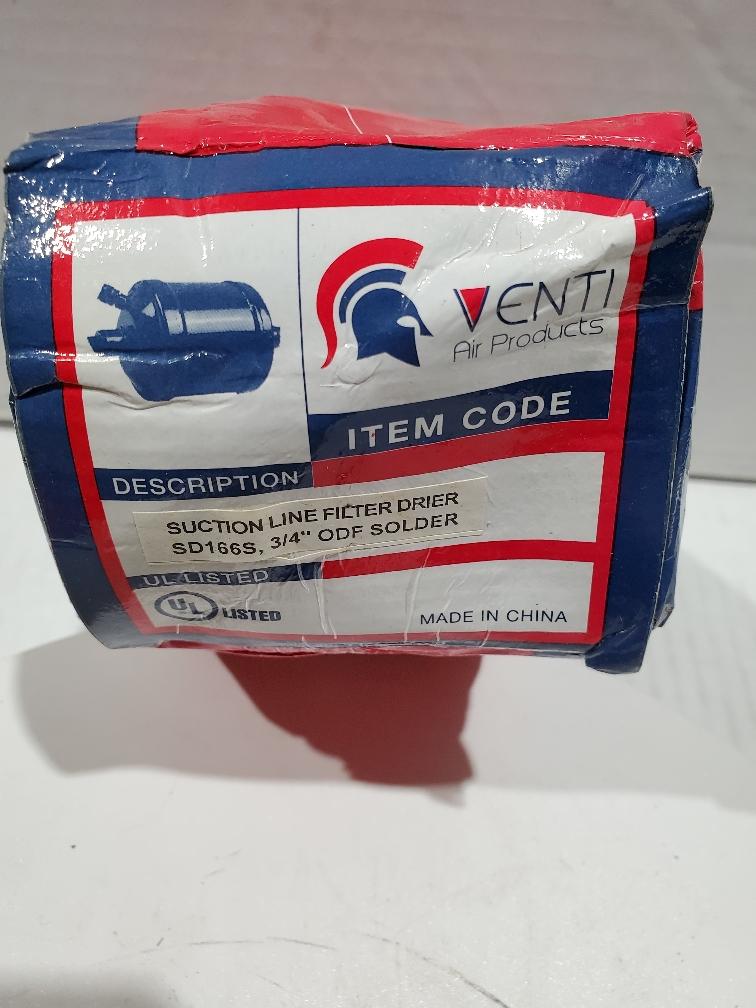 VENTI
Air Products
ITEM CODE
DESCRIPTION
SUCTION LINE FILTER DRIER
SD166S, 3/4" ODF SOLDER
UL LISTED
UL LISTED
MADE IN CHINA